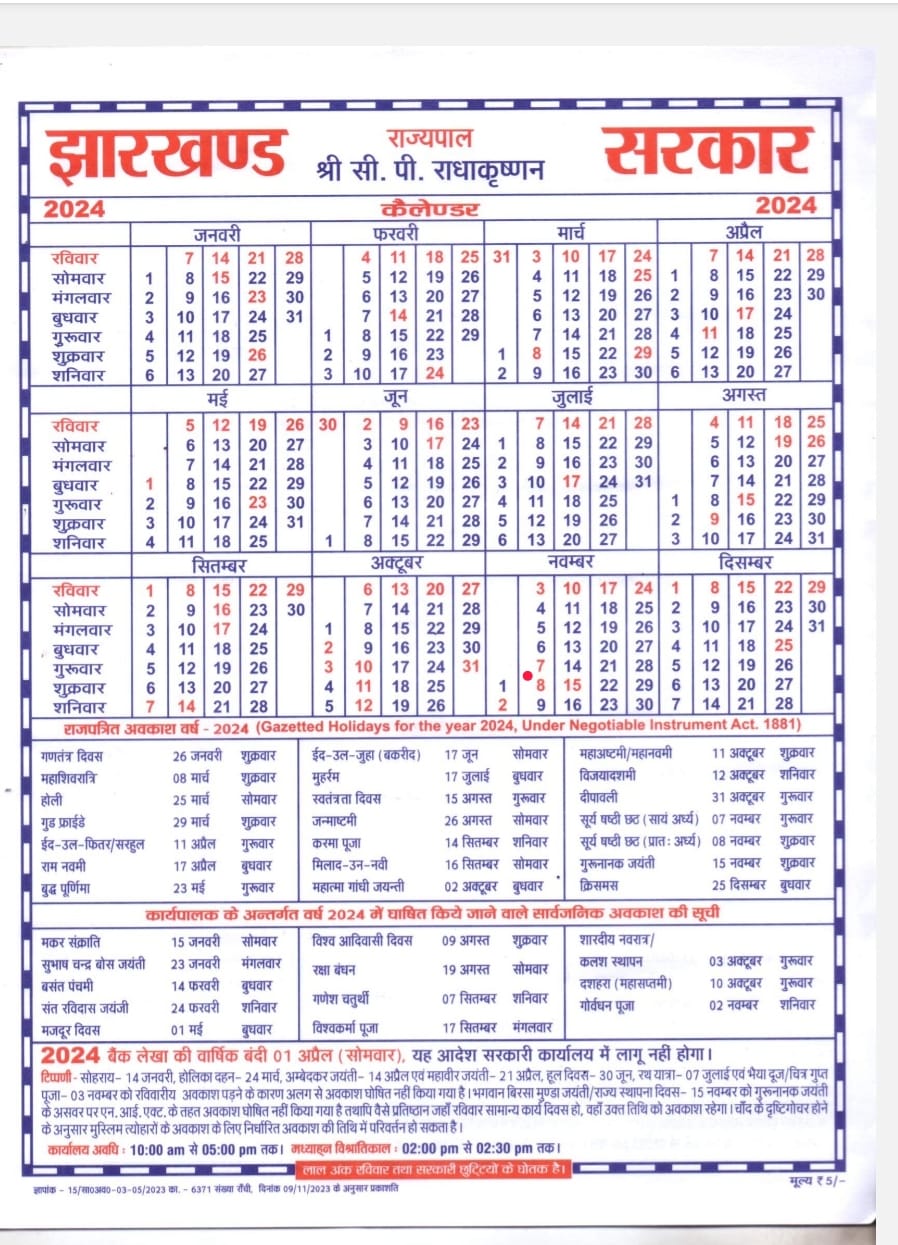 झारखण्ड राज्यपाल सरकार
श्री सी. पी. राधाकृष्णन
2024 कैलेण्डर 2024
जनवरी फरवरी मार्च अप्रैल
रविवार 7 14 21 28 4 11 18 25 31 3 10 17 24 7 14 21 28
सोमवार 1 8 15 22 29 5 12 19 26 4 11 18 25 1 8 15 22 29
मंगलवार 2 9 16 23 30 6 13 20 27 5 12 19 26 2 9 16 23 30
बुधवार 3 10 17 24 31 7 14 21 28 6 13 20 27 3 10 17 24
गुरूवार 4 11 18 25 1 8 15 22 29 7 14 21 28 4 11 18 25
शुक्रवार 5 12 19 26 2 9 16 23 1 8 15 22 29 5 12 19 26
शनिवार 6 13 20 27 3 10 17 24 2 9 16 23 30 6 13 20 27
मई जून जुलाई अगस्त
रविवार 5 12 19 26 30 2 9 16 23 7 14 21 28 4 11 18 25
सोमवार 6 13 20 27 3 10 17 24 1 8 15 22 29 5 12 19 26
मंगलवार 7 14 21 28 4 11 18 25 2 9 16 23 30 6 13 20 27
बुधवार 1 8 15 22 29 5 12 19 26 3 10 17 24 31 7 14 21 28
गुरूवार 2 9 16 23 30 6 13 20 27 4 11 18 25 1 8 15 22 29
शुक्रवार 3 10 17 24 31 7 14 21 28 5 12 19 26 2 9 16 23 30
शनिवार 4 11 18 25 1 8 15 22 29 6 13 20 27 3 10 17 24 31
सितम्बर अक्टूबर नवम्बर दिसम्बर
रविवार 1 8 15 22 29 6 13 20 27 3 10 17 24 1 8 15 22 29
सोमवार 2 9 16 23 30 7 14 21 28 4 11 18 25 2 9 16 23 30
मंगलवार 3 10 17 24 1 8 15 22 29 5 12 19 26 3 10 17 24 31
बुधवार 4 11 18 25 2 9 16 23 30 6 13 20 27 4 11 18 25
गुरूवार 5 12 19 26 3 10 17 24 31 7 14 21 28 5 12 19 26
शुक्रवार 6 13 20 27 4 11 18 25 1 8 15 22 29 6 13 20 27
शनिवार 7 14 21 28 5 12 19 26 2 9 16 23 30 7 14 21 28
राजपत्रित अवकाश वर्ष - 2024 (Gazetted Holidays for the year 2024, Under Negotiable Instrument Act. 1881)
गणतंत्र दिवस 26 जनवरी शुक्रवार ईद-उल-जुहा (बकरीद) 17 जून सोमवार महाअष्टमी/महानवमी 11 अक्टूबर शुक्रवार
महाशिवरात्रि 08 मार्च शुक्रवार मुहर्रम 17 जुलाई बुधवार विजयादशमी 12 अक्टूबर शनिवार
होली 25 मार्च सोमवार स्वतंत्रता दिवस 15 अगस्त गुरूवार दीपावली 31 अक्टूबर गुरूवार
गुड फ्राईडे 29 मार्च शुक्रवार जन्माष्टमी 26 अगस्त सोमवार सूर्य षष्ठी छठ (सायं अर्ध्य) 07 नवम्बर गुरूवार
ईद-उल-फितर/सरहुल 11 अप्रैल गुरूवार करमा पूजा 14 सितम्बर शनिवार सूर्य षष्ठी छठ (प्रातः अर्ध्य) 08 नवम्बर शुक्रवार
राम नवमी 17 अप्रैल बुधवार मिलाद-उन-नवी 16 सितम्बर सोमवार गुरूनानक जयंती 15 नवम्बर शुक्रवार
बुद्ध पूर्णिमा 23 मई गुरूवार महात्मा गांधी जयन्ती 02 अक्टूबर बुधवार क्रिसमस 25 दिसम्बर बुधवार
कार्यपालक के अन्तर्गत वर्ष 2024 में घाषित किये जाने वाले सार्वजनिक अवकाश की सूची
मकर संक्राति 15 जनवरी सोमवार विश्व आदिवासी दिवस 09 अगस्त शुक्रवार शारदीय नवरात्र/
सुभाष चन्द्र बोस जयंती 23 जनवरी मंगलवार रक्षा बंधन 19 अगस्त सोमवार कलश स्थापन 03 अक्टूबर गुरूवार
बसंत पंचमी 14 फरवरी बुधवार गणेश चतुर्थी 07 सितम्बर शनिवार दशहरा (महासप्तमी) 10 अक्टूबर गुरूवार
संत रविदास जयंजी 24 फरवरी शनिवार गोर्वधन पूजा 02 नवम्बर शनिवार
मजदूर दिवस 01 मई बुधवार विश्वकर्मा पूजा 17 सितम्बर मंगलवार
2024 बैंक लेखा की वार्षिक बंदी 01 अप्रैल (सोमवार), यह आदेश सरकारी कार्यालय में लागू नहीं होगा।
टिप्पणी - सोहराय- 14 जनवरी, होलिका दहन- 24 मार्च, अम्बेदकर जयंती- 14 अप्रैल एवं महावीर जयंती- 21 अप्रैल, हूल दिवस- 30 जून, रथ यात्रा- 07 जुलाई एवं भैया दूज/चित्र गुप्त
पूजा- 03 नवम्बर को रविवारीय अवकाश पड़ने के कारण अलग से अवकाश घोषित नहीं किया गया है। भगवान बिरसा मुण्डा जयंती/राज्य स्थापना दिवस- 15 नवम्बर को गुरूनानक जयंती
के असवर पर एन. आई. एक्ट. के तहत अवकाश घोषित नहीं किया गया है तथापि वैसे प्रतिष्ठान जहाँ रविवार सामान्य कार्य दिवस हो, वहाँ उक्त तिथि को अवकाश रहेगा। चाँद के दृष्टिगोचर होने
के अनुसार मुस्लिम त्योहारों के अवकाश के लिए निर्धारित अवकाश की तिथि में परिवर्तन हो सकता है।
कार्यालय अवधि : 10:00 am से 05:00 pm तक। मध्याहन विश्रातिकाल : 02:00 pm से 02:30 pm तक।
लाल अंक रविवार तथा सरकारी छुट्टियों के घोतक है।
ज्ञापांक - 15/सा०अव०-03-05/2023 का. - 6371 संख्या राँची, दिनांक 09/11/2023 के अनुसार प्रकाशति मूल्य ₹ 5/-